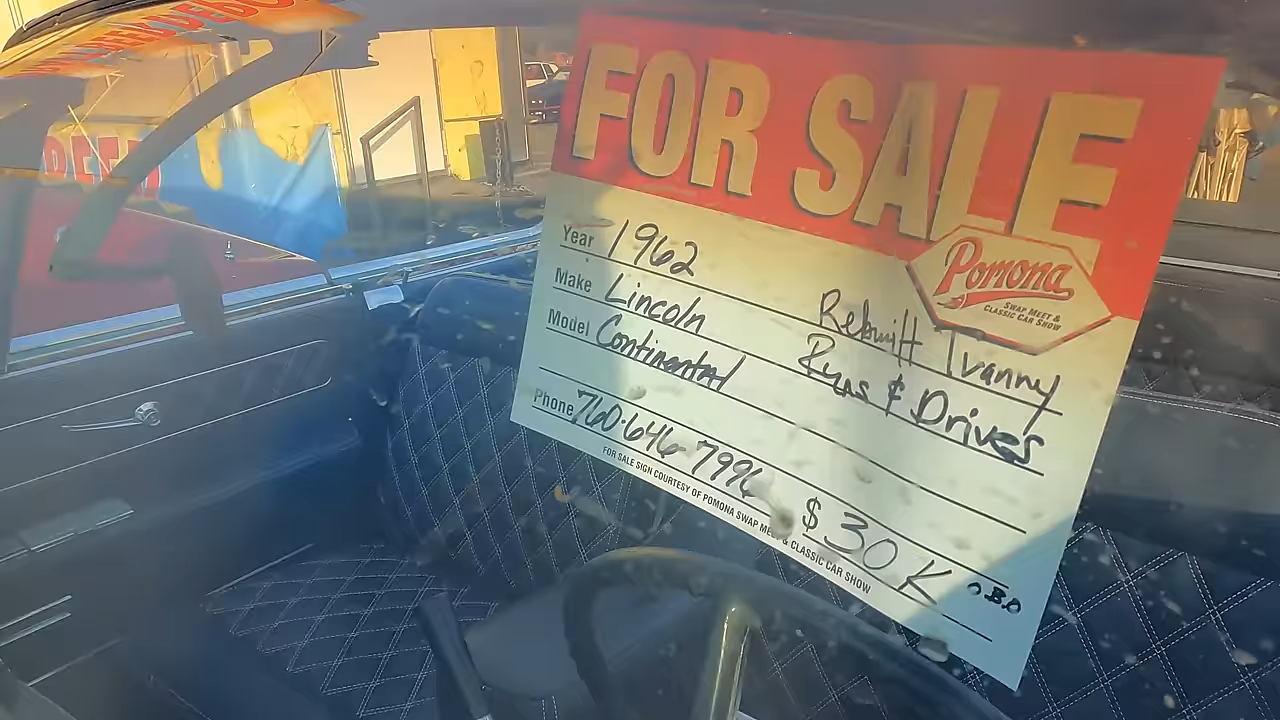 FOR SALE
Pomona
SWAP MEET &
CLASSIC CAR SHOW
Year 1962
Make Lincoln Rebuilt Tranny
Model Continental Runs & Drives
Phone 760-646-7996 $30K O.B.O
FOR SALE SIGN COURTESY OF POMONA SWAP MEET & CLASSIC CAR SHOW